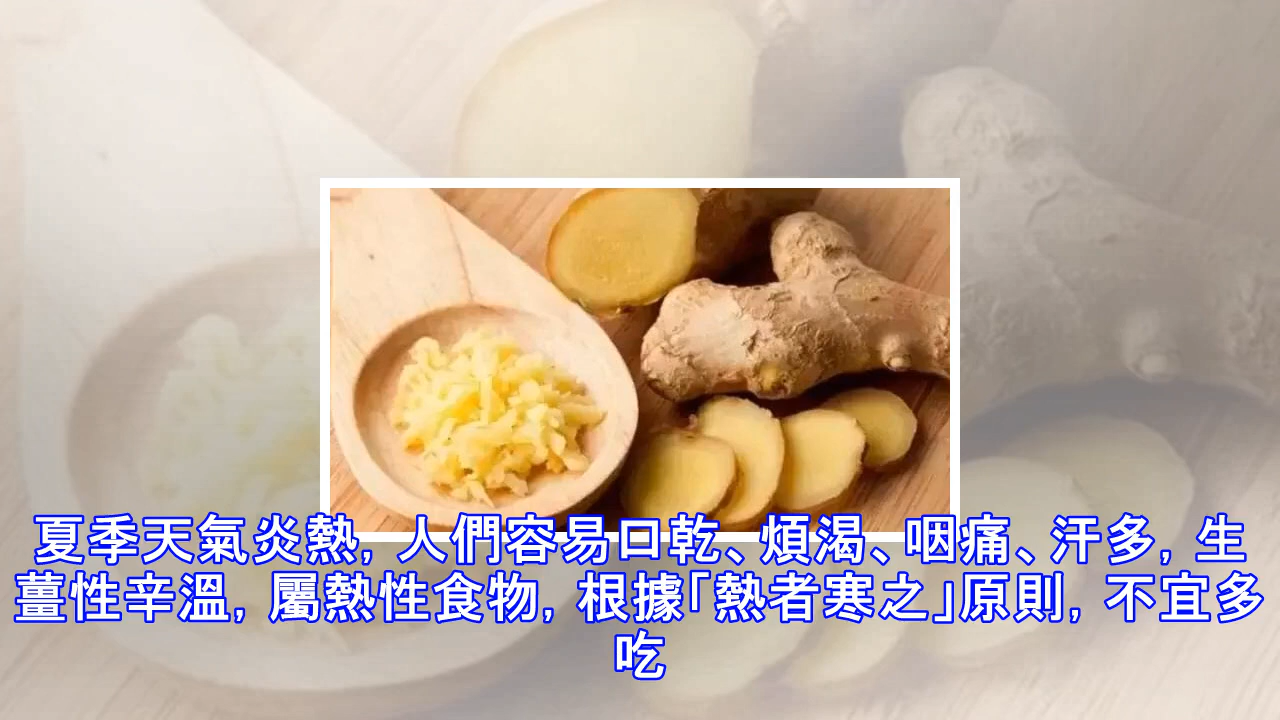 夏季天氣炎熱, 人們容易口乾、煩渴、咽痛、汗多, 生
薑性辛溫, 屬熱性食物, 根據「熱者寒之」原則, 不宜多
吃